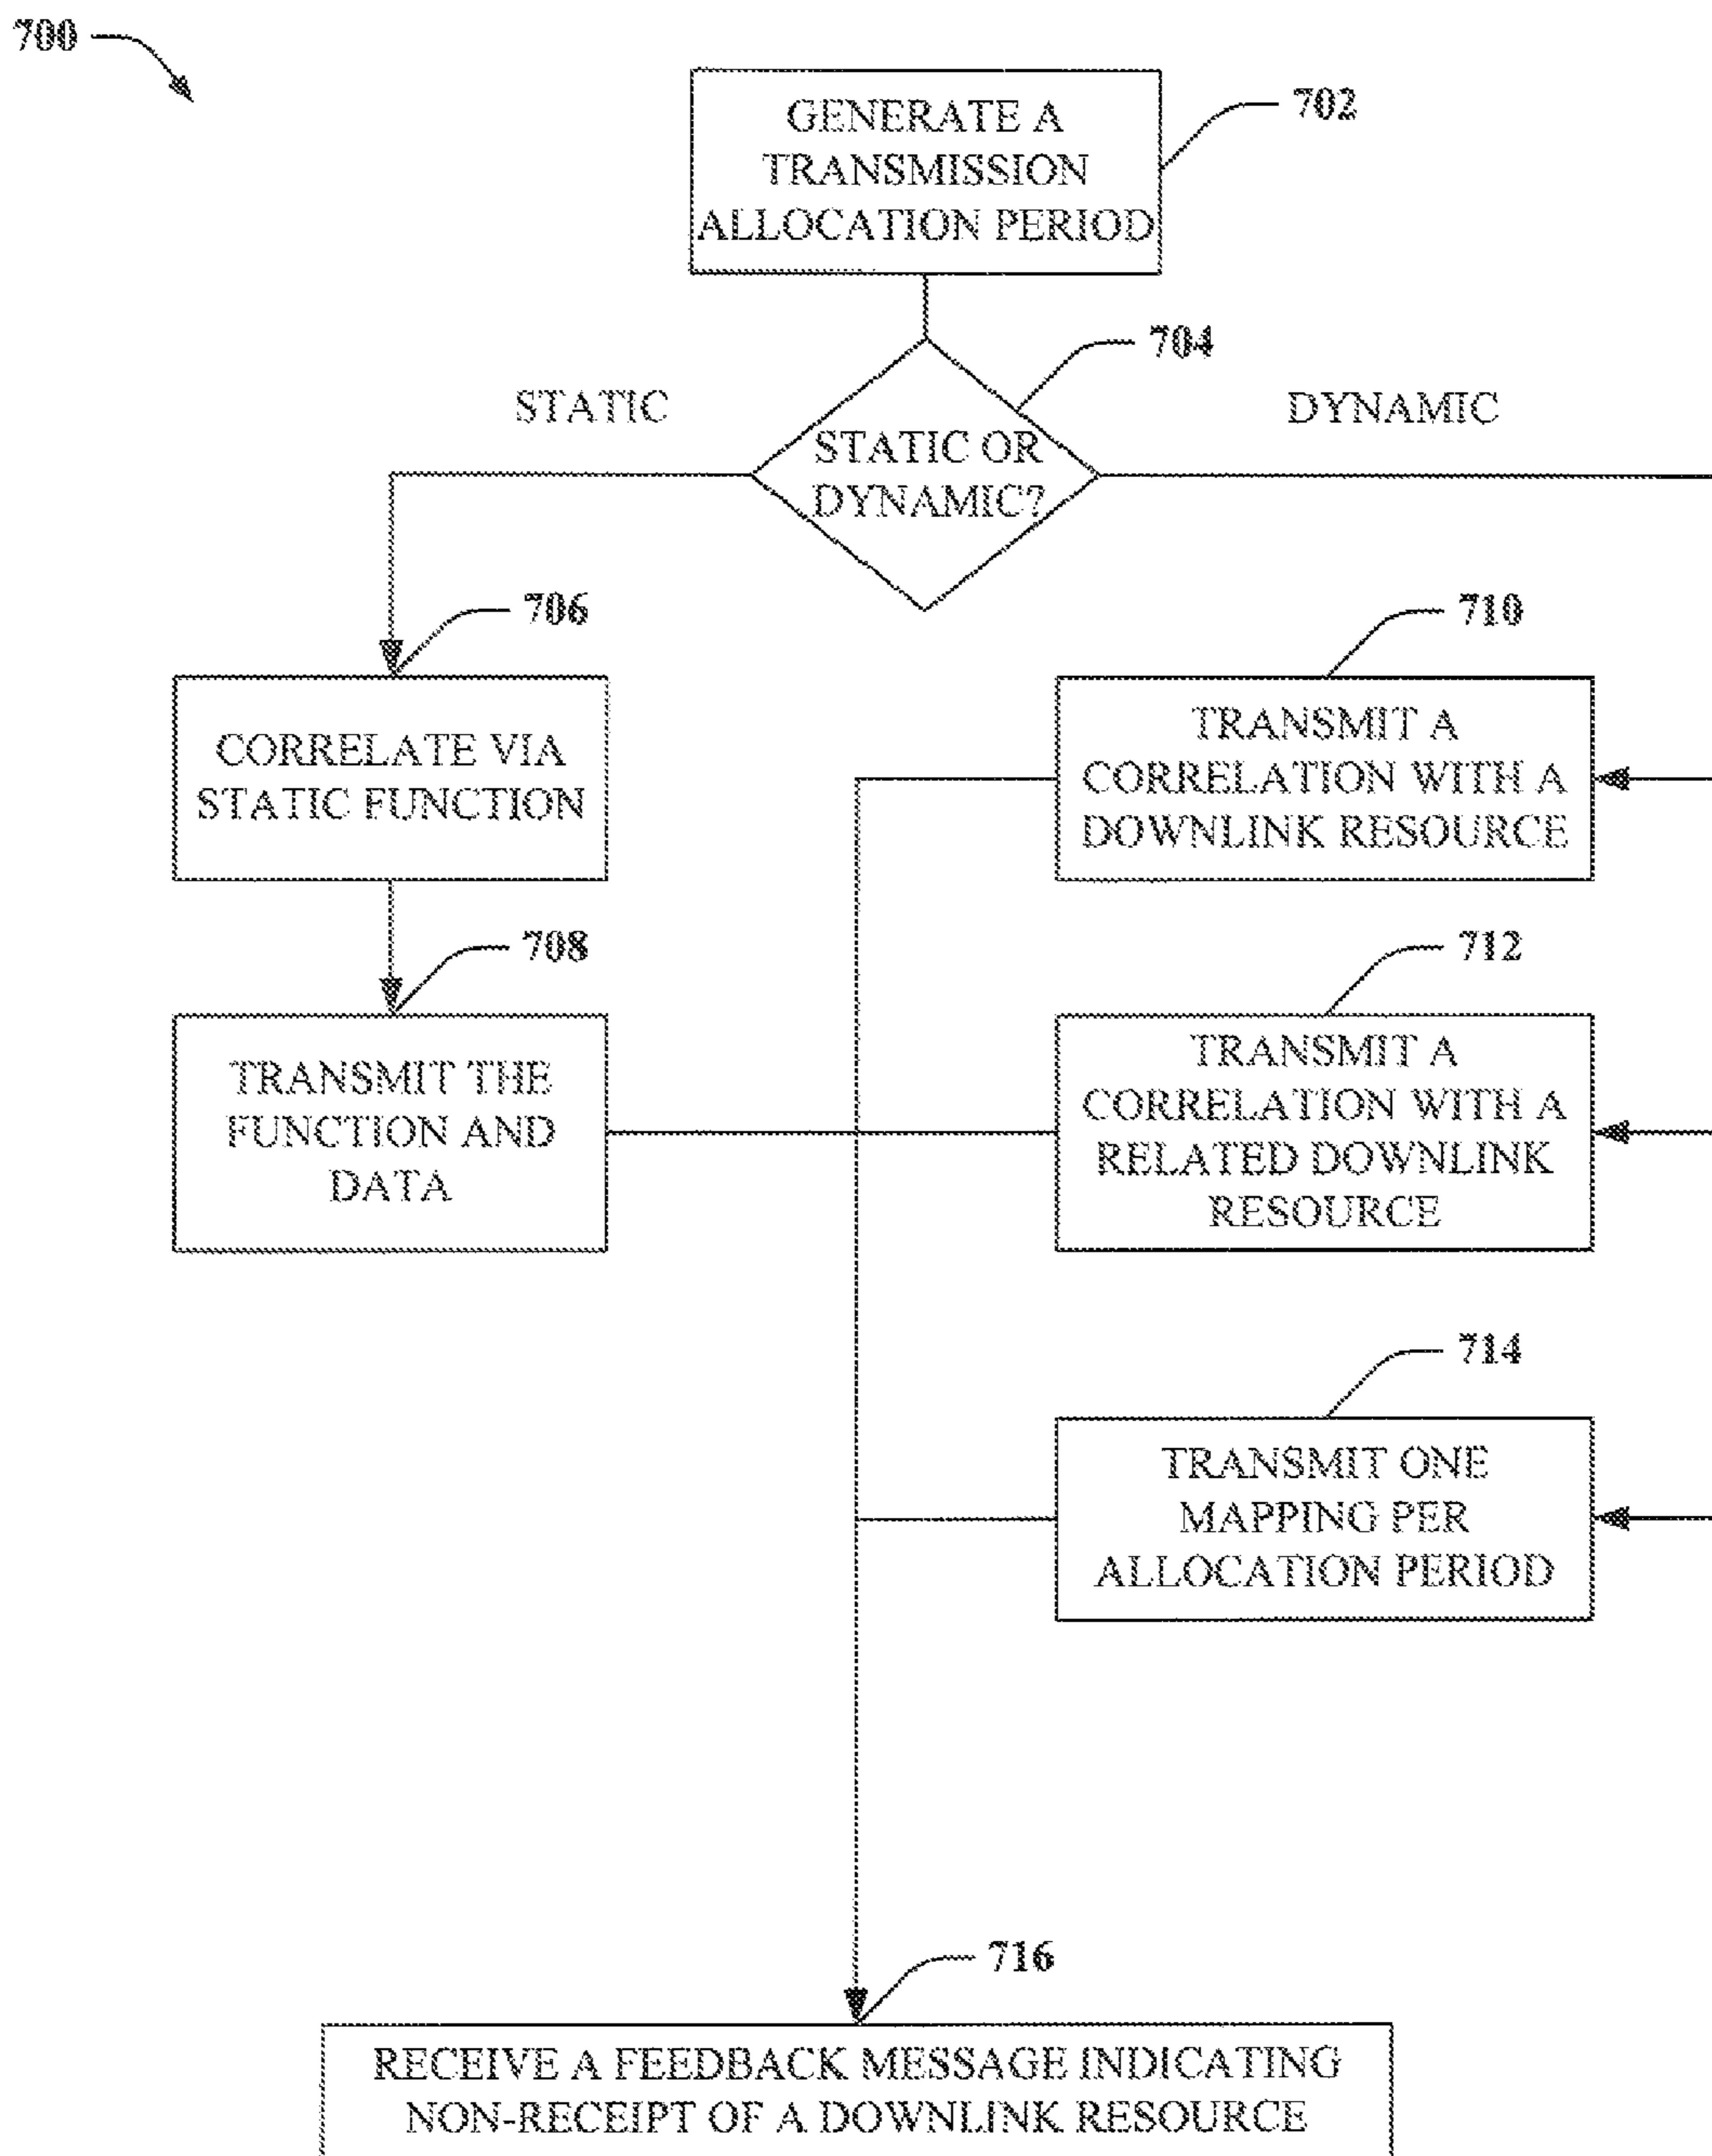 700
GENERATE A
TRANSMISSION
ALLOCATION PERIOD
702
704
STATIC
DYNAMIC
STATIC OR
DYNAMIC?
706
CORRELATE VIA
STATIC FUNCTION
708
TRANSMIT THE
FUNCTION AND
DATA
710
TRANSMIT A
CORRELATION WITH A
DOWNLINK RESOURCE
712
TRANSMIT A
CORRELATION WITH A
RELATED DOWNLINK
RESOURCE
714
TRANSMIT ONE
MAPPING PER
ALLOCATION PERIOD
716
RECEIVE A FEEDBACK MESSAGE INDICATING
NON-RECEIPT OF A DOWNLINK RESOURCE